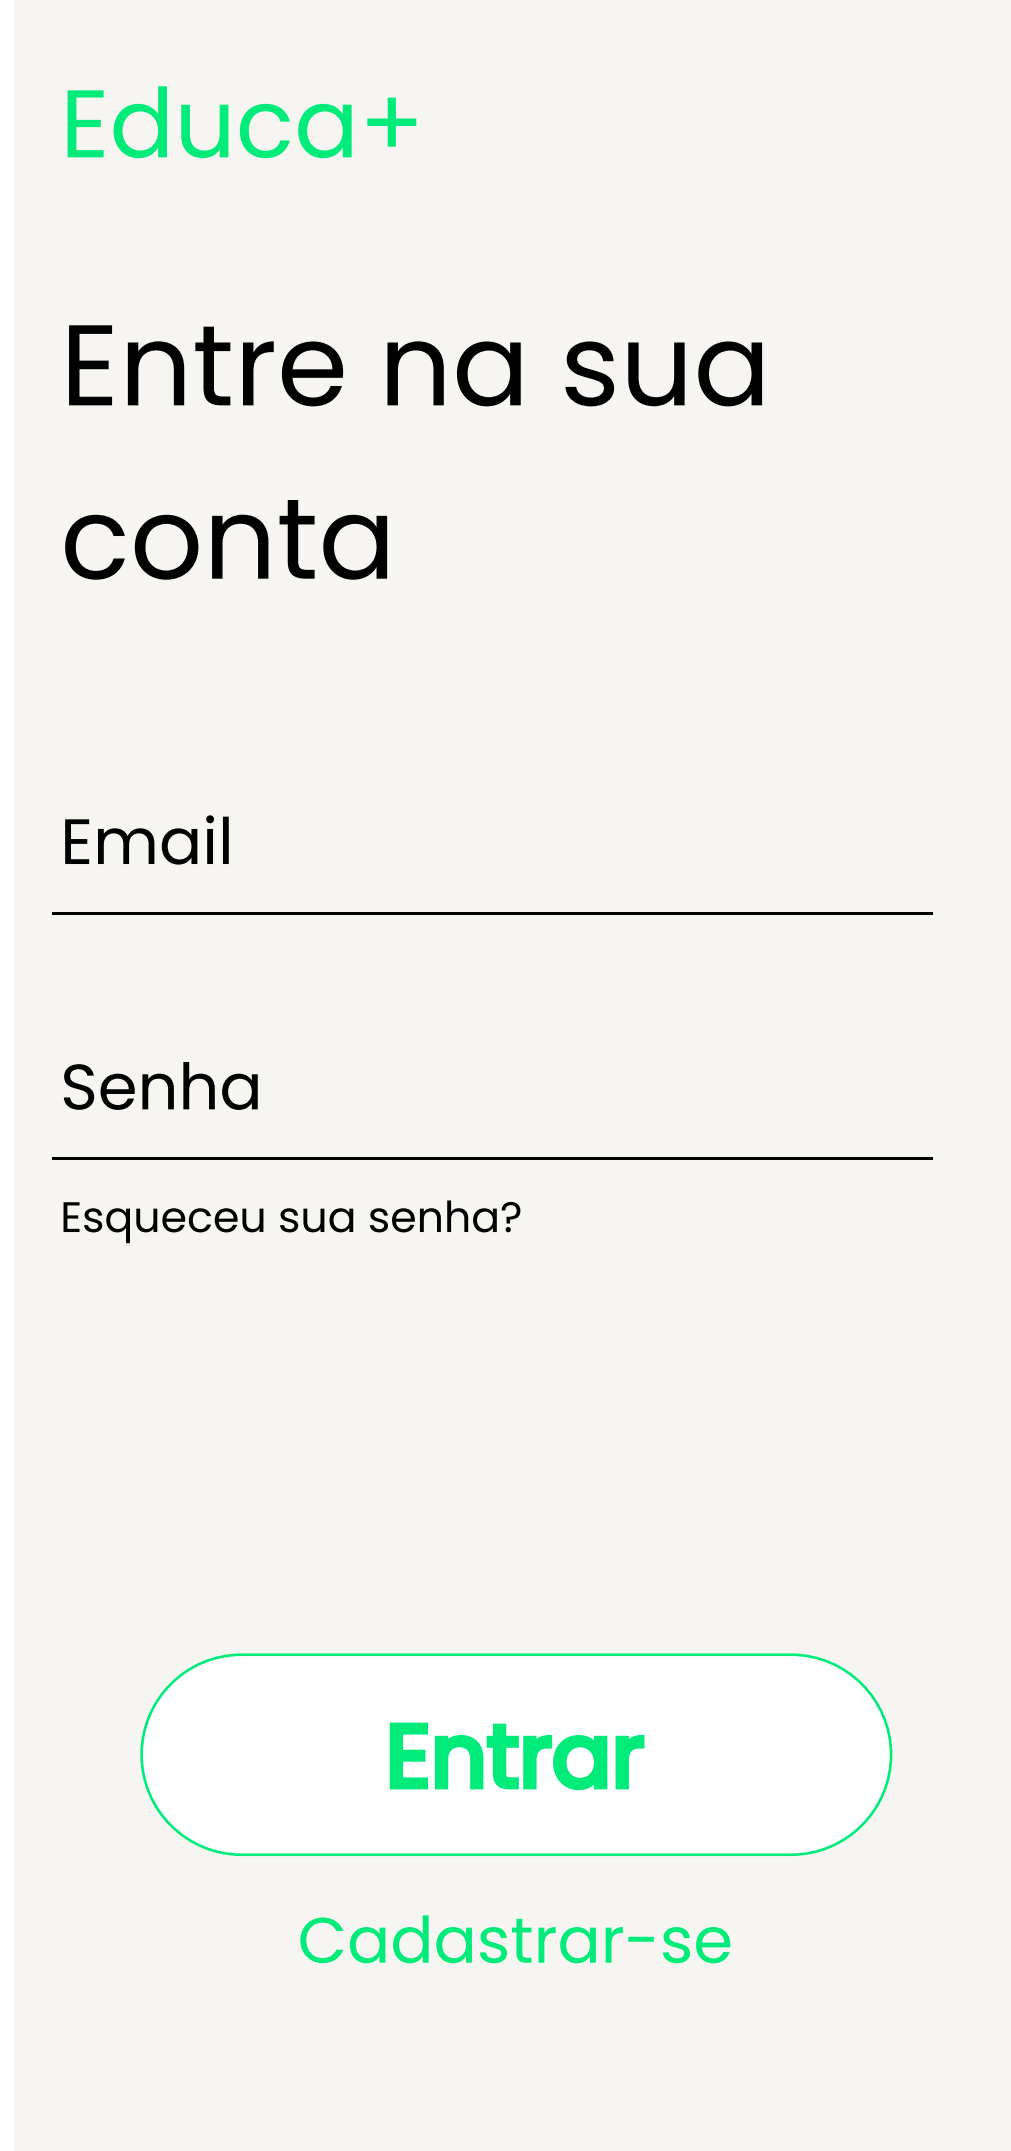 Educa+
Entre na sua
conta
Email
Senha
Esqueceu sua senha?
Entrar
Cadastrar-se